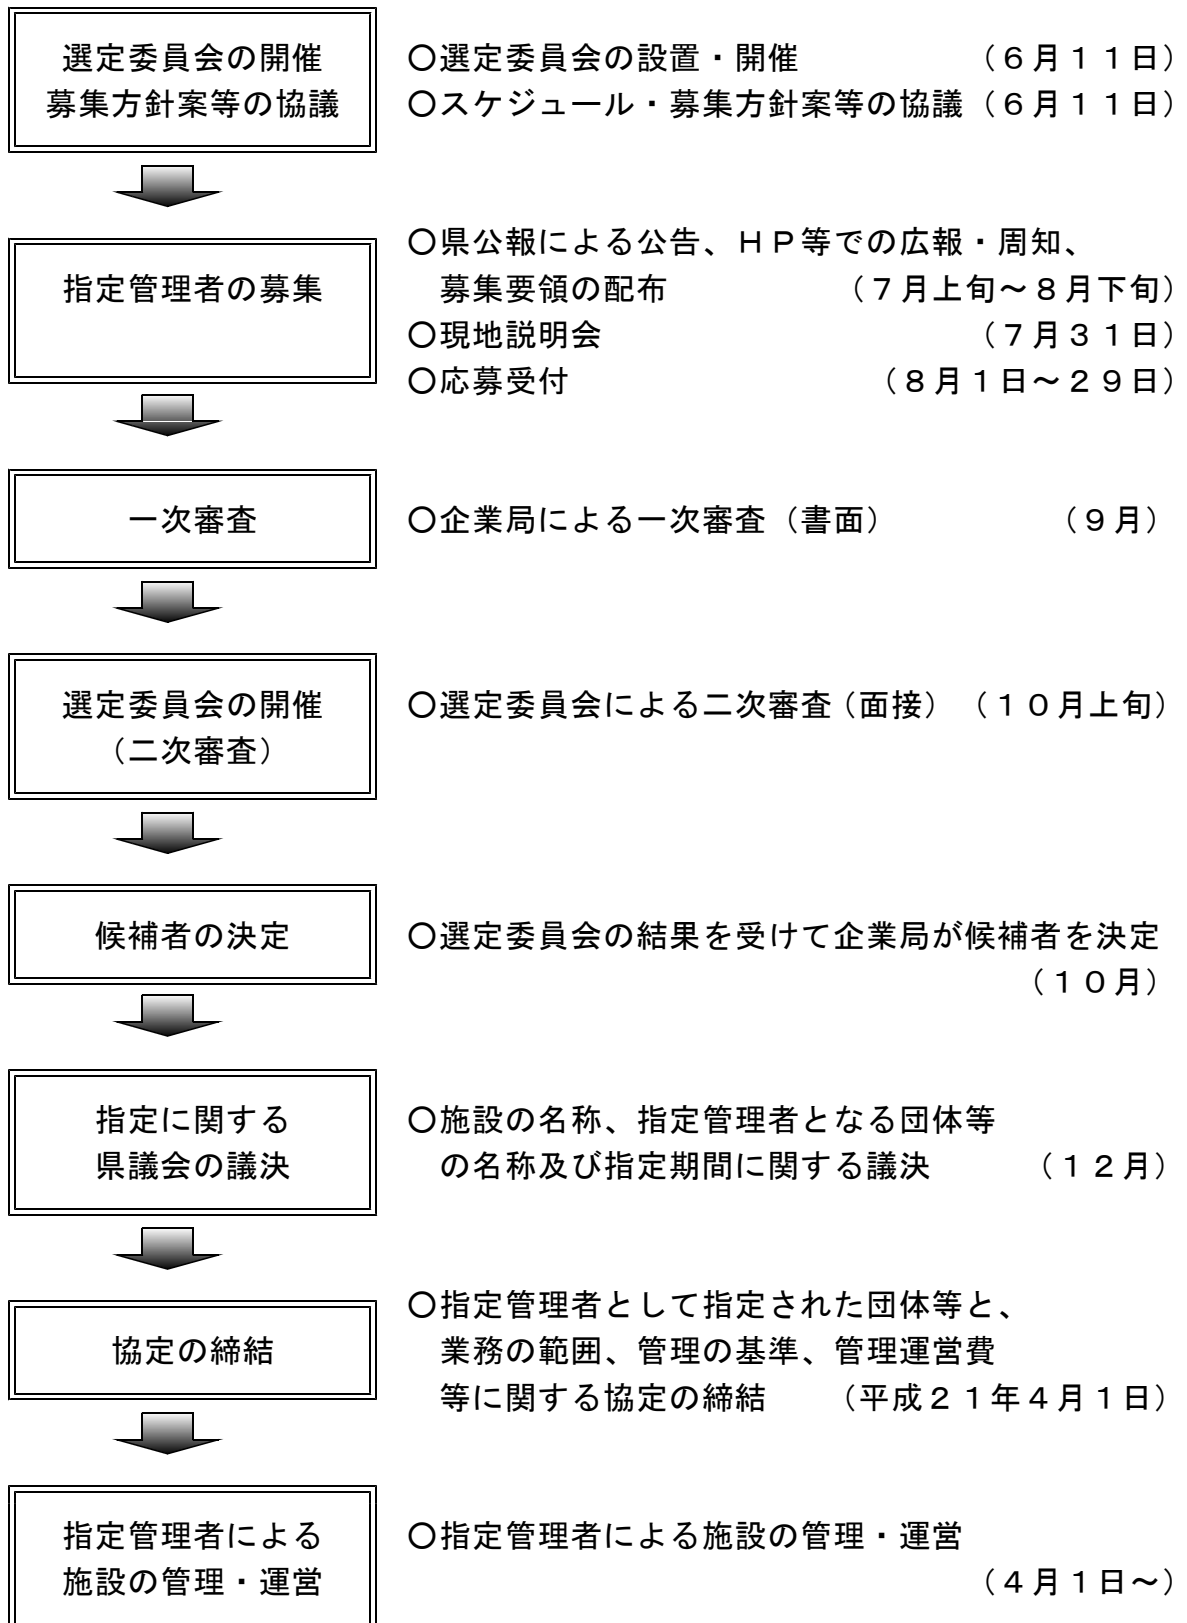 選定委員会の開催
募集方針案等の協議
○選定委員会の設置・開催 （６月１１日）
○スケジュール・募集方針案等の協議（６月１１日）
指定管理者の募集
○県公報による公告、ＨＰ等での広報・周知、
募集要領の配布 （７月上旬～８月下旬）
○現地説明会 （７月３１日）
○応募受付 （８月１日～２９日）
一次審査
○企業局による一次審査（書面） （９月）
選定委員会の開催
（二次審査）
○選定委員会による二次審査（面接）（１０月上旬）
候補者の決定
○選定委員会の結果を受けて企業局が候補者を決定
（１０月）
指定に関する
県議会の議決
○施設の名称、指定管理者となる団体等
の名称及び指定期間に関する議決 （１２月）
協定の締結
○指定管理者として指定された団体等と、
業務の範囲、管理の基準、管理運営費
等に関する協定の締結 （平成２１年４月１日）
指定管理者による
施設の管理・運営
○指定管理者による施設の管理・運営
（４月１日～）